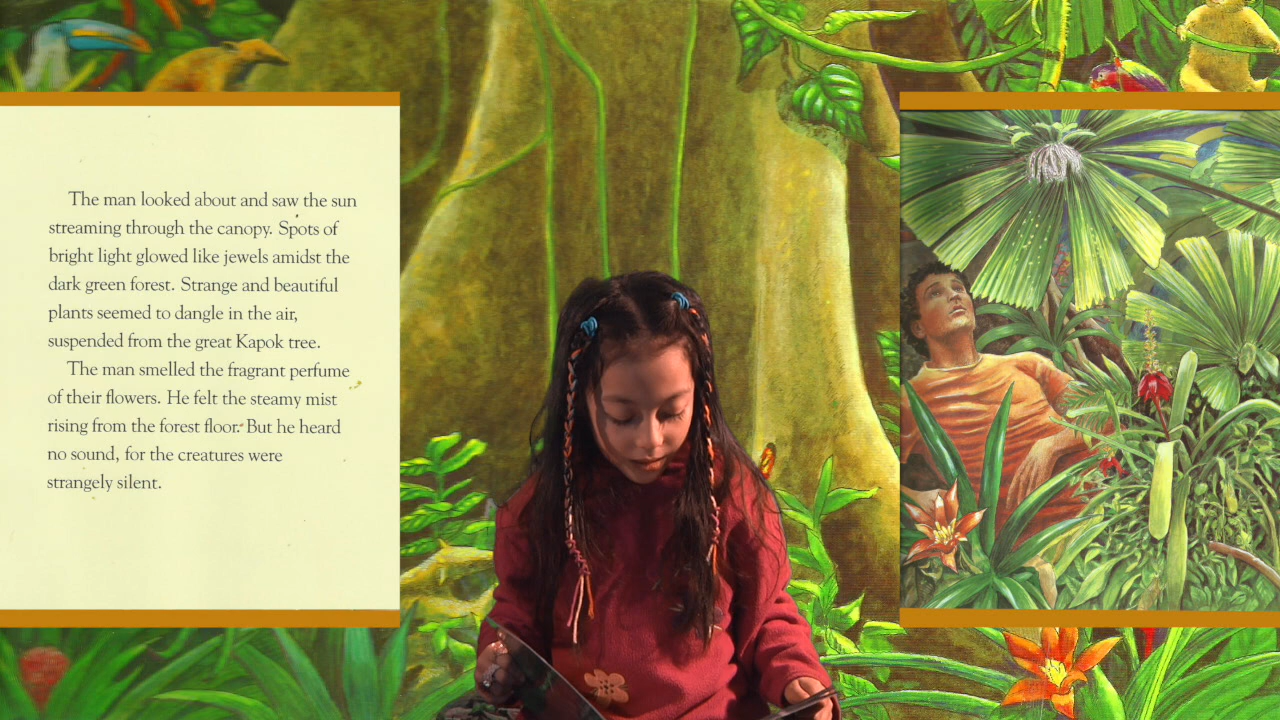 The man looked about and saw the sun
streaming through the canopy. Spots of
bright light glowed like jewels amidst the
dark green forest. Strange and beautiful
plants seemed to dangle in the air,
suspended from the great Kapok tree.
The man smelled the fragrant perfume
of their flowers. He felt the steamy mist
rising from the forest floor. But he heard
no sound, for the creatures were
strangely silent.